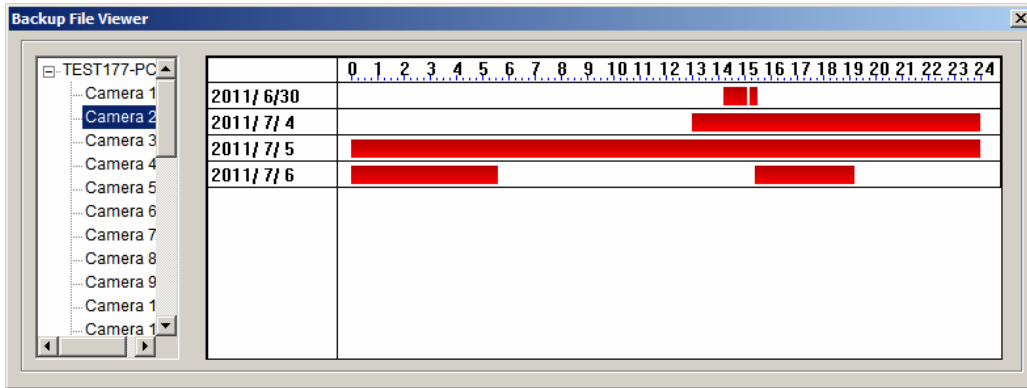 Backup File Viewer
TEST177-PC
Camera 1
Camera 2
Camera 3
Camera 4
Camera 5
Camera 6
Camera 7
Camera 8
Camera 9
Camera 1
Camera 1
0 1 2 3 4 5 6 7 8 9 10 11 12 13 14 15 16 17 18 19 20 21 22 23 24
2011/ 6/30
2011/ 7/ 4
2011/ 7/ 5
2011/ 7/ 6